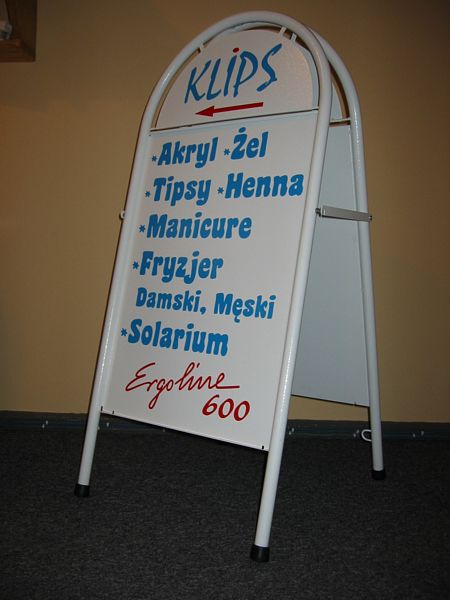 KLiPS
*Akryl *Żel
*Tipsy *Henna
*Manicure
*Fryzjer
Damski, Męski
*Solarium
Ergoline
600